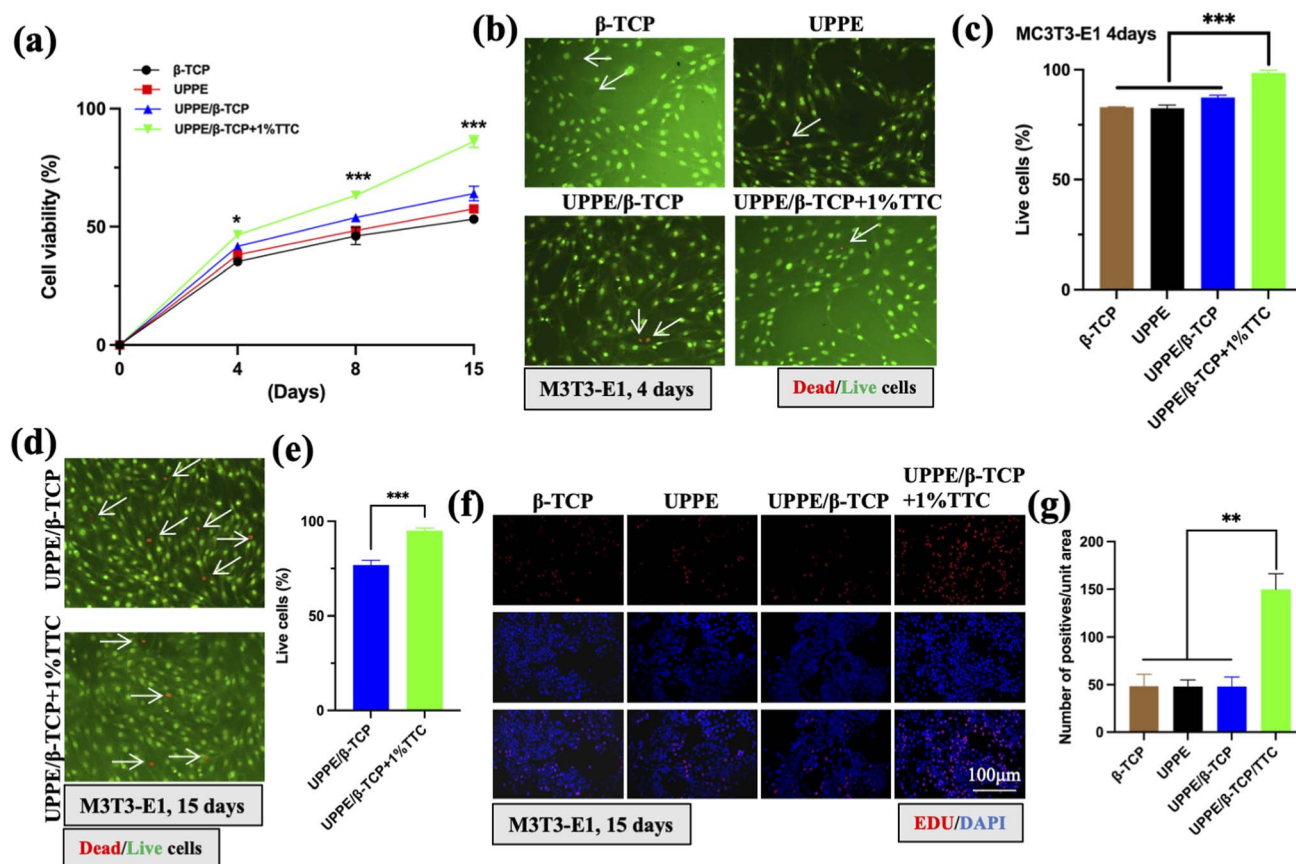 (a)
β-TCP
UPPE
UPPE/β-TCP
UPPE/β-TCP+1%TTC
Cell viability (%)
100
50
0
*
***
***
0
4
8
15
(Days)
(b)
β-TCP
UPPE
UPPE/β-TCP
UPPE/β-TCP+1%TTC
M3T3-E1, 4 days
Dead/Live cells
(c)
MC3T3-E1 4days
***
Live cells (%)
100
50
0
β-TCP
UPPE
UPPE/β-TCP
UPPE/β-TCP+1%TTC
(d)
UPPE/β-TCP
UPPE/β-TCP+1%TTC
M3T3-E1, 15 days
Dead/Live cells
(e)
***
Live cells (%)
100
50
0
UPPE/β-TCP
UPPE/β-TCP+1%TTC
(f)
β-TCP
UPPE
UPPE/β-TCP
UPPE/β-TCP
+1%TTC
100μm
M3T3-E1, 15 days
EDU/DAPI
(g)
**
Number of positives/unit area
200
150
100
50
0
β-TCP
UPPE
UPPE/β-TCP
UPPE/β-TCP/TTC